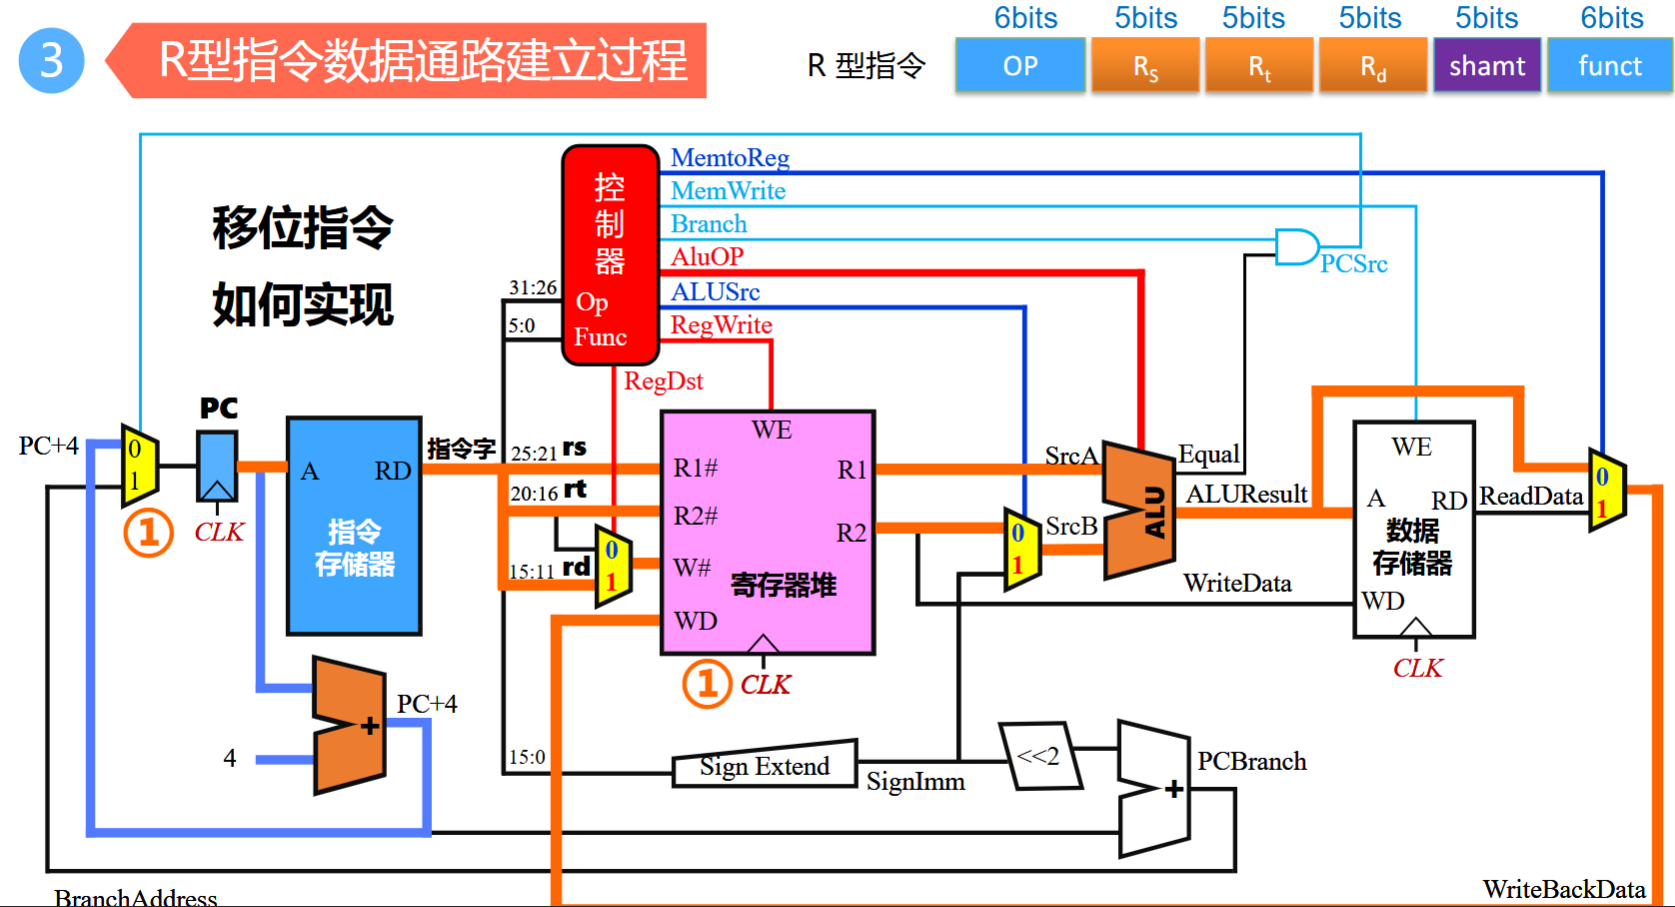 3
R型指令数据通路建立过程
6bits 5bits 5bits 5bits 5bits 6bits
R 型指令 OP Rs Rt Rd shamt funct
移位指令
如何实现
控制器
Op
Func
MemtoReg
MemWrite
Branch
AluOP
ALUSrc
RegWrite
RegDst
PCSrc
31:26
5:0
PC+4
0
1
①
PC
CLK
A
RD
指令
存储器
指令字
25:21 rs
20:16 rt
15:11 rd
0
1
WE
R1#
R2#
W#
WD
R1
R2
寄存器堆
①
CLK
0
1
SrcA
SrcB
ALU
Equal
ALUResult
WriteData
WE
A
RD
数据
存储器
WD
CLK
ReadData
0
1
4
+
PC+4
15:0
Sign Extend
SignImm
<<2
+
PCBranch
BranchAddress
WriteBackData